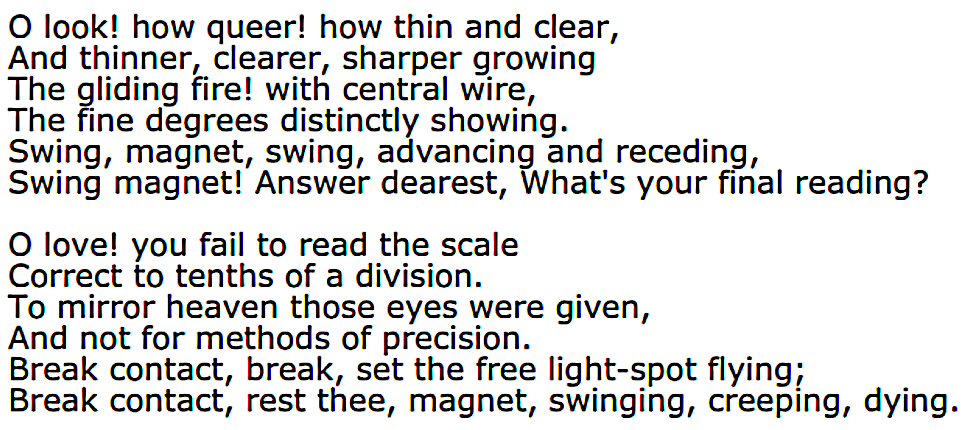 O look! how queer! how thin and clear,
And thinner, clearer, sharper growing
The gliding fire! with central wire,
The fine degrees distinctly showing.
Swing, magnet, swing, advancing and receding,
Swing magnet! Answer dearest, What's your final reading?

O love! you fail to read the scale
Correct to tenths of a division.
To mirror heaven those eyes were given,
And not for methods of precision.
Break contact, break, set the free light-spot flying;
Break contact, rest thee, magnet, swinging, creeping, dying.